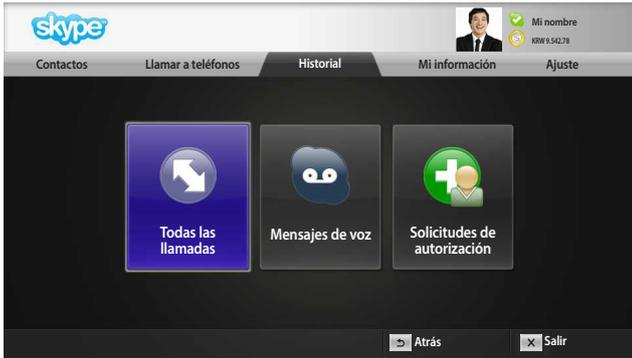 skype
Mi nombre
KRW 9.542.78
Contactos
Llamar a teléfonos
Historial
Mi información
Ajuste
Todas las
llamadas
Mensajes de voz
Solicitudes de
autorización
Atrás
Salir